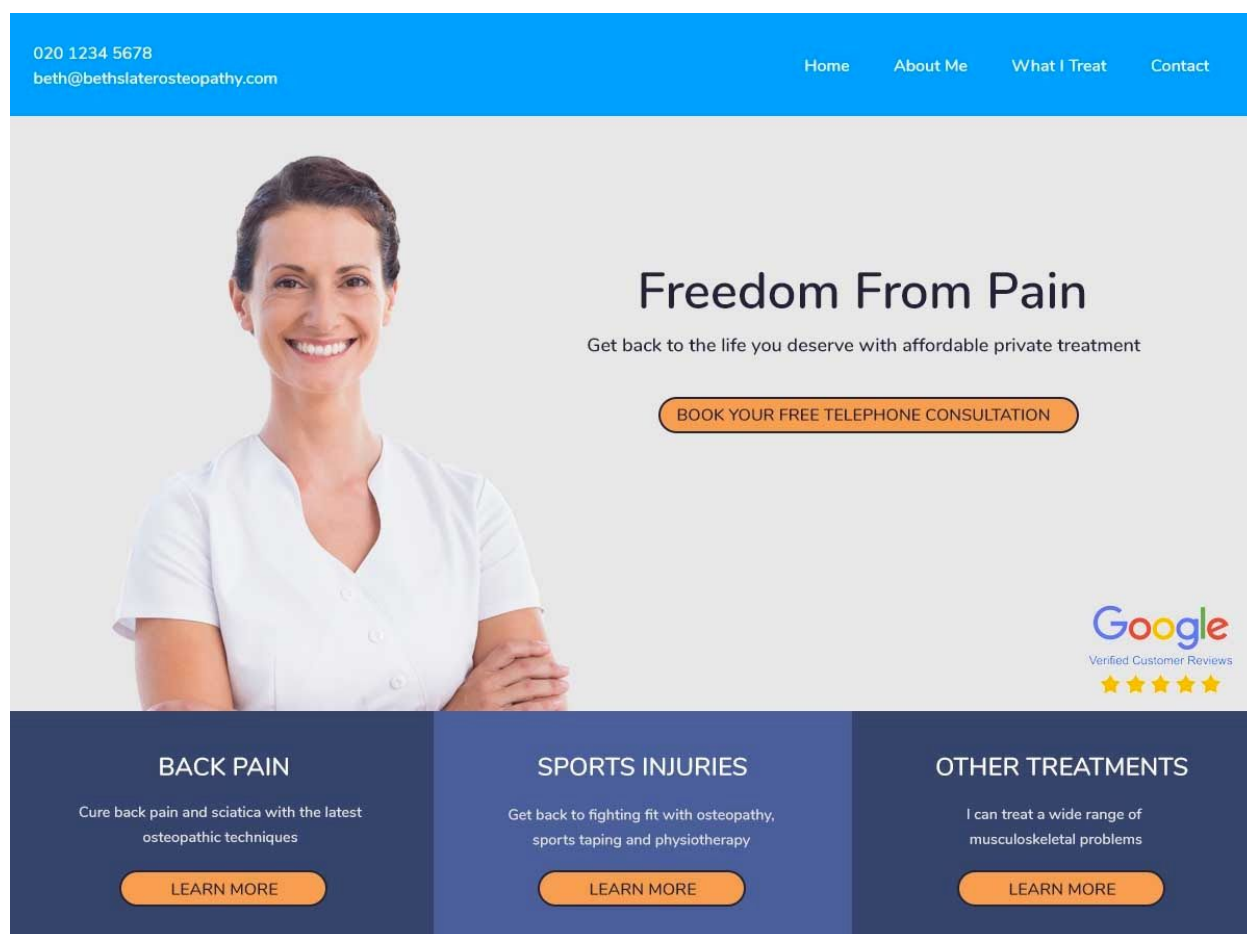 020 1234 5678
beth@bethslaterosteopathy.com
Home About Me What I Treat Contact
Freedom From Pain
Get back to the life you deserve with affordable private treatment
BOOK YOUR FREE TELEPHONE CONSULTATION
Google
Verified Customer Reviews
BACK PAIN
Cure back pain and sciatica with the latest
osteopathic techniques
LEARN MORE
SPORTS INJURIES
Get back to fighting fit with osteopathy,
sports taping and physiotherapy
LEARN MORE
OTHER TREATMENTS
I can treat a wide range of
musculoskeletal problems
LEARN MORE